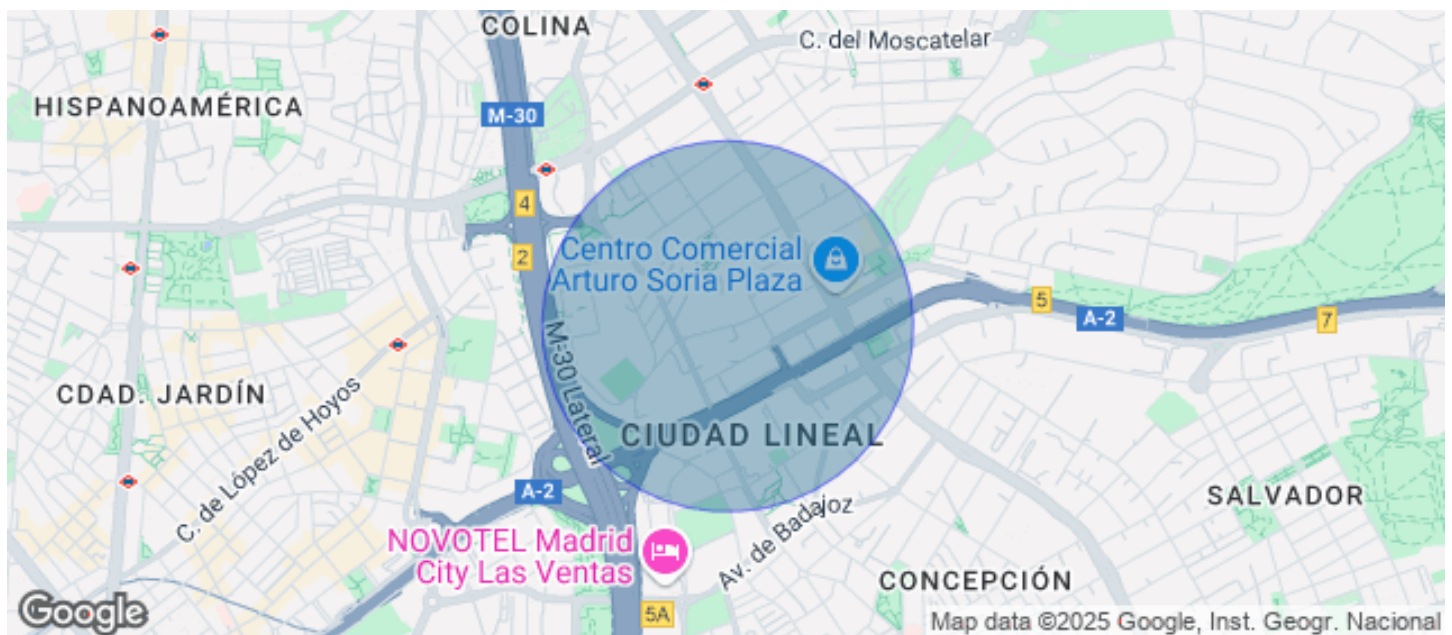 COLINA
C. del Moscatelar
HISPANOAMÉRICA
M-30
4
2
Centro Comercial
Arturo Soria Plaza
5
A-2
7
M-30 Lateral
CDAD. JARDÍN
C. de López de Hoyos
CIUDAD LINEAL
A-2
SALVADOR
Av. de Badajoz
NOVOTEL Madrid
City Las Ventas
CONCEPCIÓN
5A
Google
Map data ©2025 Google, Inst. Geogr. Nacional